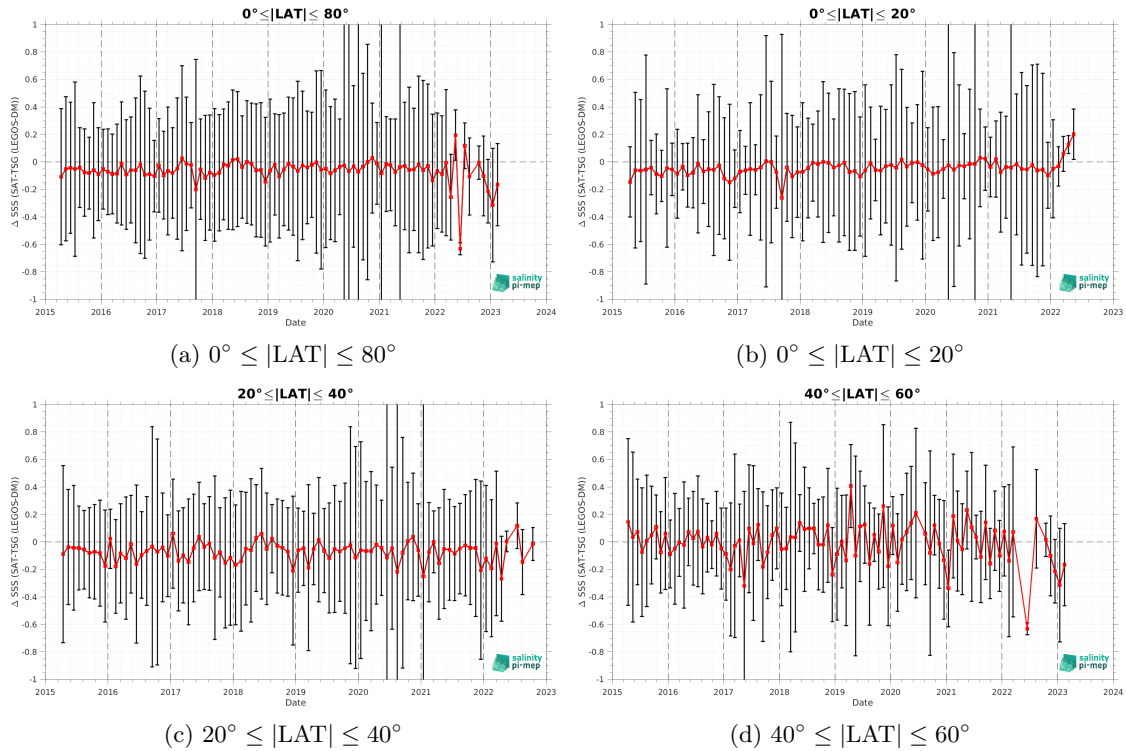 0°≤|LAT|≤ 80°
1
0.8
0.6
0.4
0.2
0
-0.2
-0.4
-0.6
-0.8
-1
Δ SSS (SAT-TSG (LEGOS-DM))
salinity
pi-mep
2015 2016 2017 2018 2019 2020 2021 2022 2023 2024
Date
(a) 0° ≤ |LAT| ≤ 80°
0°≤|LAT|≤ 20°
1
0.8
0.6
0.4
0.2
0
-0.2
-0.4
-0.6
-0.8
-1
Δ SSS (SAT-TSG (LEGOS-DM))
salinity
pi-mep
2015 2016 2017 2018 2019 2020 2021 2022 2023
Date
(b) 0° ≤ |LAT| ≤ 20°
20°≤|LAT|≤ 40°
1
0.8
0.6
0.4
0.2
0
-0.2
-0.4
-0.6
-0.8
-1
Δ SSS (SAT-TSG (LEGOS-DM))
salinity
pi-mep
2015 2016 2017 2018 2019 2020 2021 2022 2023
Date
(c) 20° ≤ |LAT| ≤ 40°
40°≤|LAT|≤ 60°
1
0.8
0.6
0.4
0.2
0
-0.2
-0.4
-0.6
-0.8
-1
Δ SSS (SAT-TSG (LEGOS-DM))
salinity
pi-mep
2015 2016 2017 2018 2019 2020 2021 2022 2023 2024
Date
(d) 40° ≤ |LAT| ≤ 60°